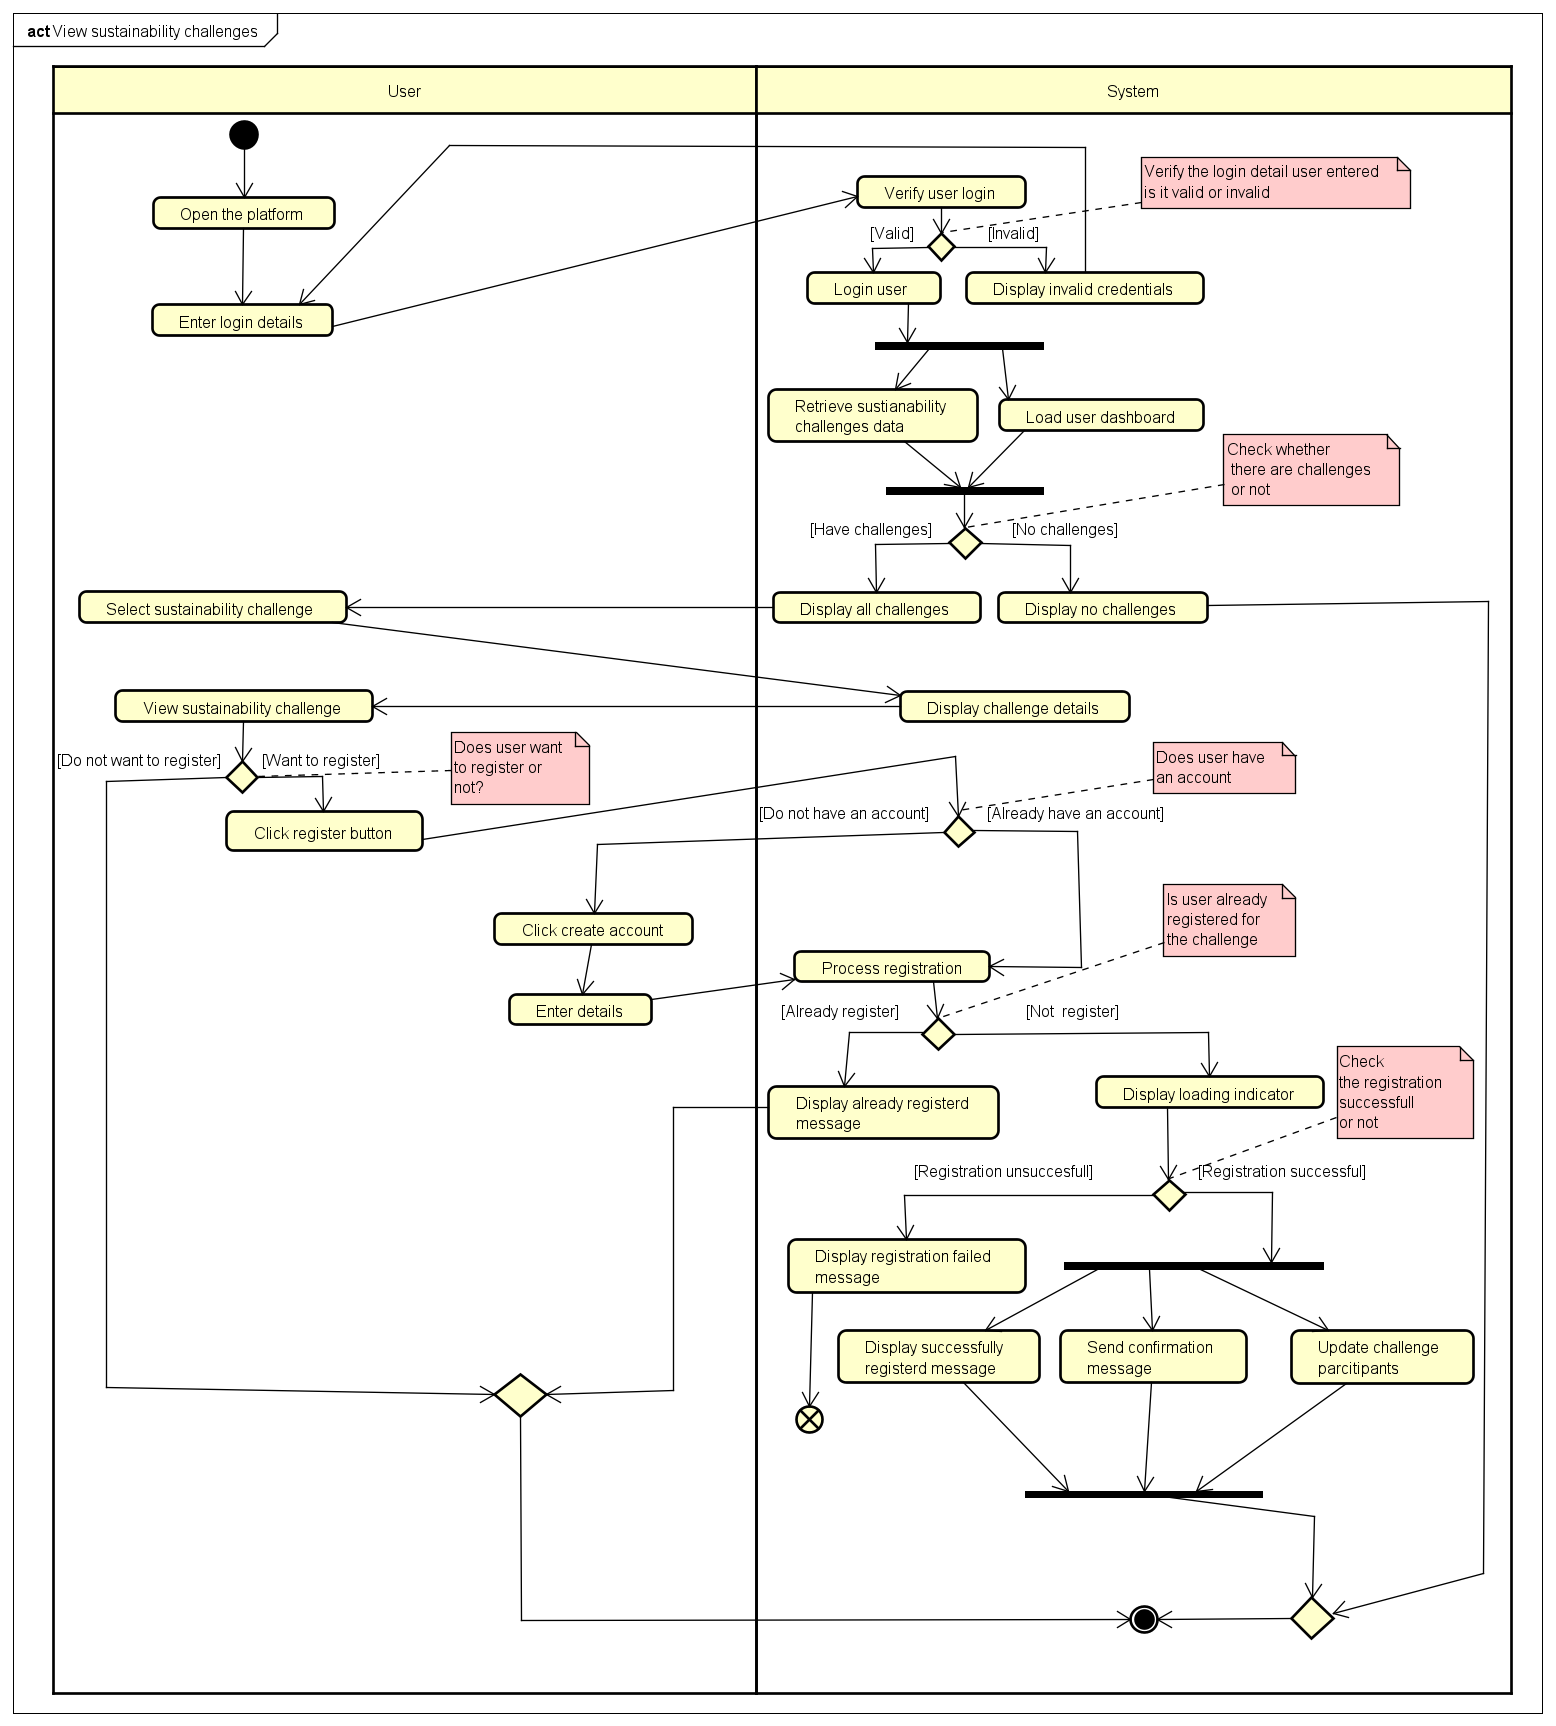 act View sustainability challenges
User
System
Verify the login detail user entered
is it valid or invalid
Verify user login
Open the platform
[Valid]
[Invalid]
Login user
Display invalid credentials
Enter login details
Retrieve sustianability
challenges data
Load user dashboard
Check whether
there are challenges
or not
[Have challenges]
[No challenges]
Select sustainability challenge
Display all challenges
Display no challenges
View sustainability challenge
Display challenge details
[Do not want to register]
[Want to register]
Does user want
to register or
not?
Does user have
an account
Click register button
[Do not have an account]
[Already have an account]
Is user already
registered for
the challenge
Click create account
Process registration
Enter details
[Already register]
[Not  register]
Check
the registration
successfull
or not
Display already registerd
message
Display loading indicator
[Registration unsuccesfull]
[Registration successful]
Display registration failed
message
Display successfully
registerd message
Send confirmation
message
Update challenge
parcitipants